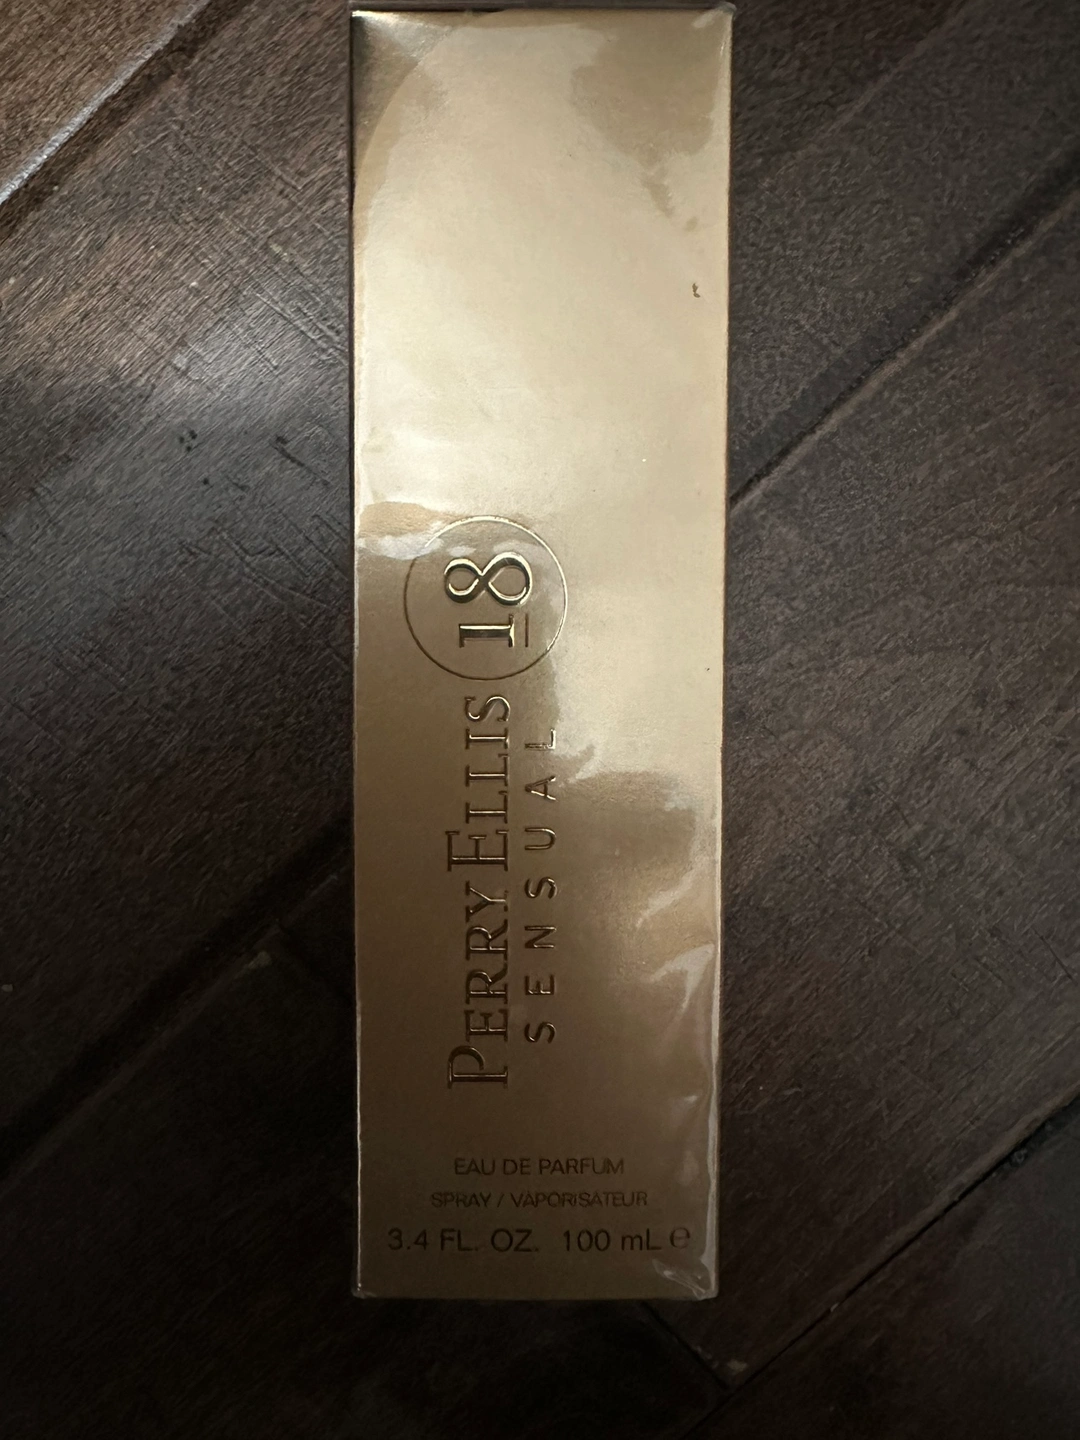 PERRY ELLIS 18
SENSUAL
EAU DE PARFUM
SPRAY / VAPORISATEUR
3.4 FL. OZ. 100 mL ℮